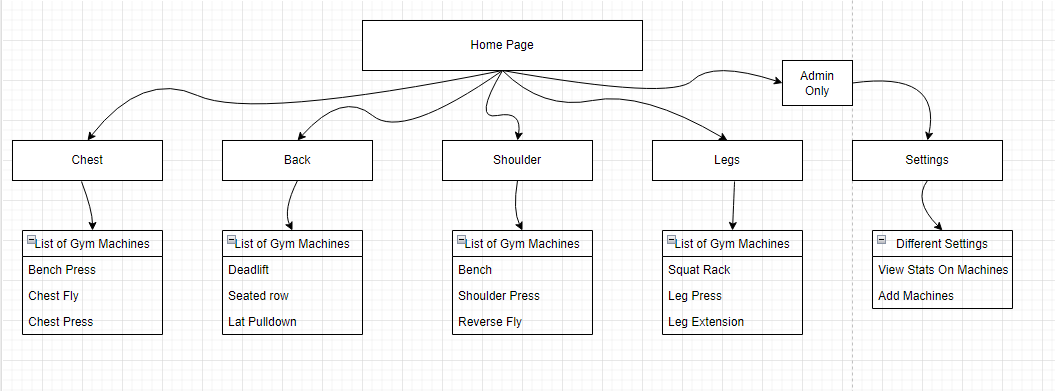 Home Page
Admin
Only
Chest
Back
Shoulder
Legs
Settings
List of Gym Machines
Bench Press
Chest Fly
Chest Press
List of Gym Machines
Deadlift
Seated row
Lat Pulldown
List of Gym Machines
Bench
Shoulder Press
Reverse Fly
List of Gym Machines
Squat Rack
Leg Press
Leg Extension
Different Settings
View Stats On Machines
Add Machines